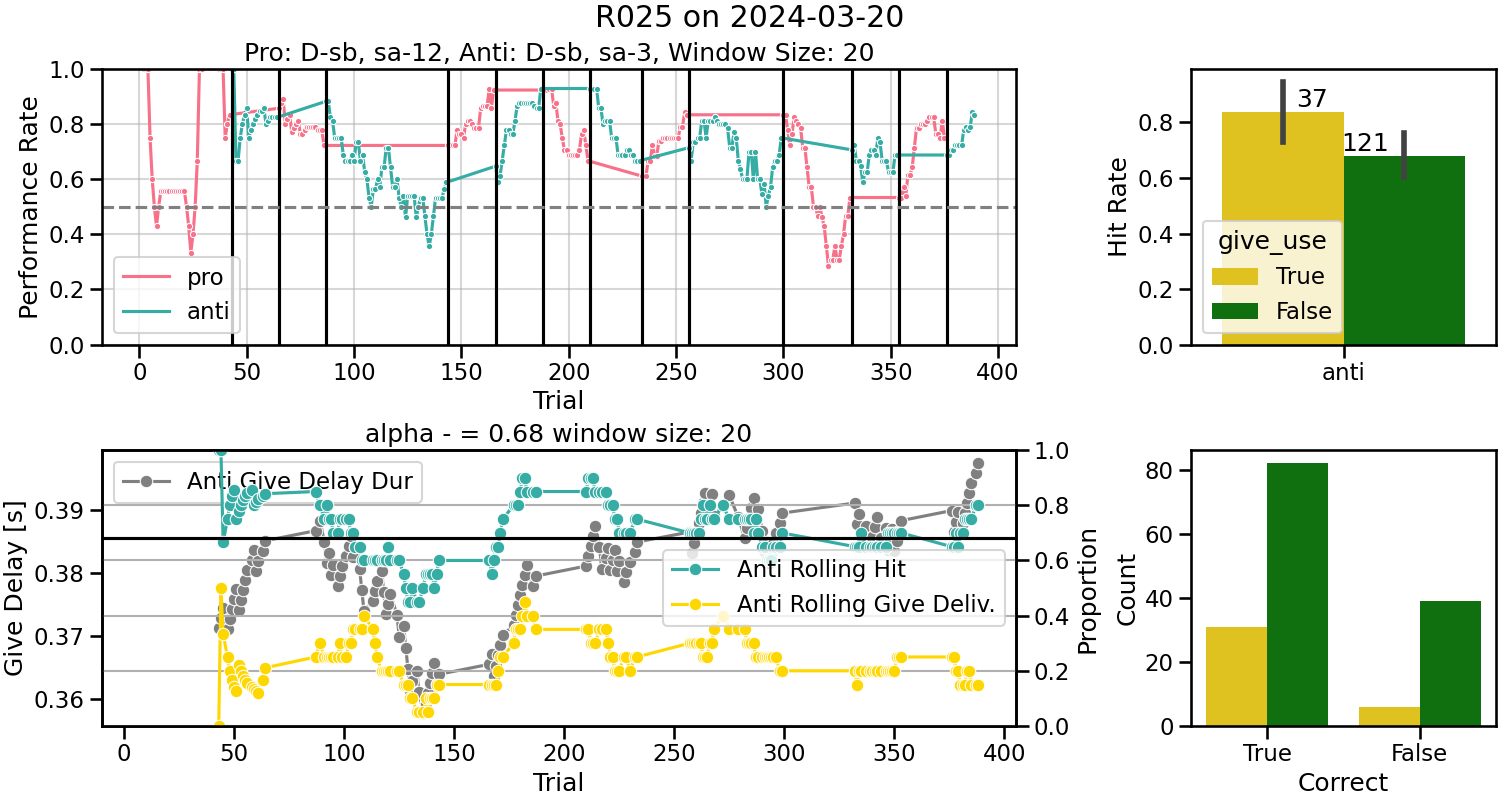 R025 on 2024-03-20
Pro: D-sb, sa-12, Anti: D-sb, sa-3, Window Size: 20
Performance Rate
1.0
0.8
0.6
0.4
0.2
0.0
pro
anti
0 50 100 150 200 250 300 350 400
Trial
Hit Rate
0.8
0.6
0.4
0.2
0.0
37
121
give_use
True
False
anti
alpha - = 0.68 window size: 20
Give Delay [s]
0.39
0.38
0.37
0.36
Anti Give Delay Dur
Anti Rolling Hit
Anti Rolling Give Deliv.
1.0
0.8
0.6
0.4
0.2
0.0
Proportion
0 50 100 150 200 250 300 350 400
Trial
Count
80
60
40
20
0
True False
Correct